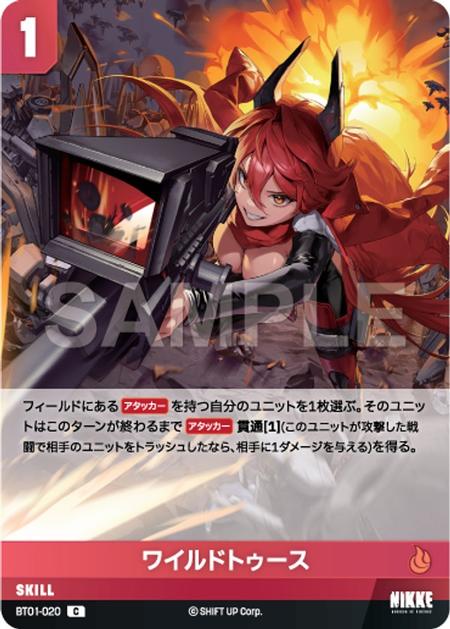 1
SAMPLE
フィールドにある アタッカー を持つ自分のユニットを1枚選ぶ。そのユニッ
トはこのターンが終わるまで アタッカー 貫通[1](このユニットが攻撃した戦
闘で相手のユニットをトラッシュしたなら、相手に1ダメージを与える)を得る。
ワイルドトゥース
SKILL
BT01-020 C
© SHIFT UP Corp.
NIKKE
GODDESS OF VICTORY